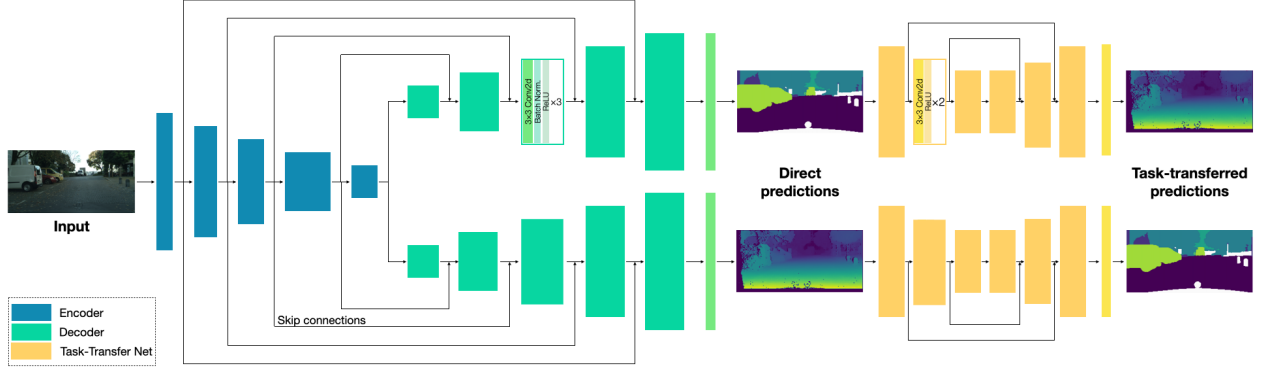 3×3 Conv2d
Batch Norm.
ReLU
×3
3×3 Conv2d
ReLU
×2
Input
Direct
predictions
Task-transferred
predictions
Skip connections
Encoder
Decoder
Task-Transfer Net